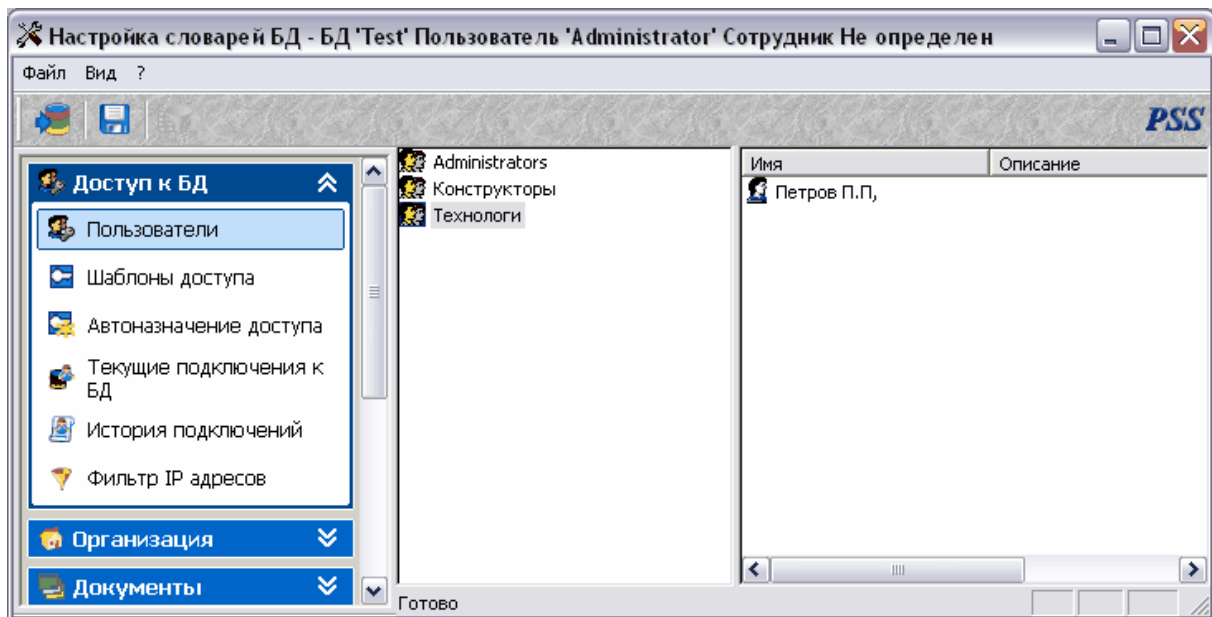 Настройка словарей БД - БД 'Test' Пользователь 'Administrator' Сотрудник Не определен
Файл Вид ?
PSS
Доступ к БД
Пользователи
Шаблоны доступа
Автоназначение доступа
Текущие подключения к
БД
История подключений
Фильтр IP адресов
Организация
Документы
Administrators
Конструкторы
Технологи
Имя Описание
Петров П.П,
Готово